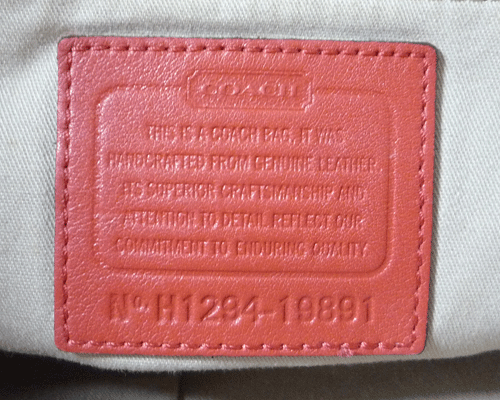 COACH
THIS IS A COACH BAG. IT WAS
HANDCRAFTED FROM GENUINE LEATHER.
ITS SUPERIOR CRAFTSMANSHIP AND
ATTENTION TO DETAIL REFLECT OUR
COMMITMENT TO ENDURING QUALITY
No H1294-19891